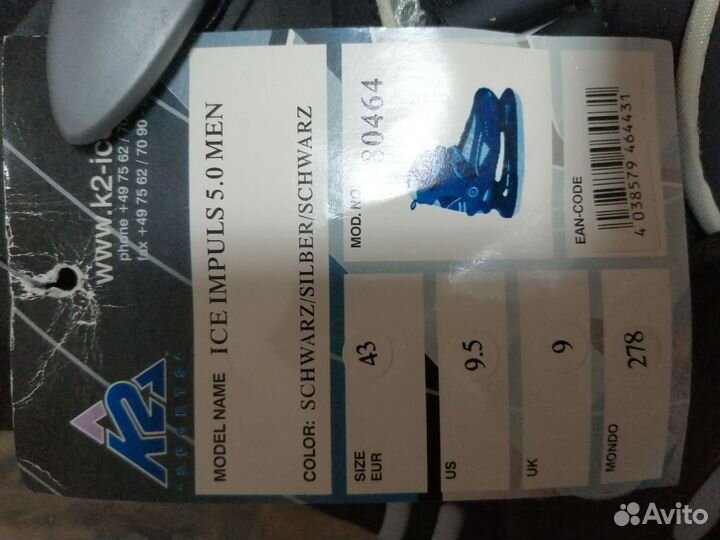 www.k2-ice
phone +49 75 62 /
fax +49 75 62 / 70 90
K2
SPORTS
MODEL NAME ICE IMPULS 5.0 MEN
COLOR: SCHWARZ/SILBER/SCHWARZ
MOD. NO. 80464
EAN-CODE
4 038579 464431
SIZE
EUR 43
US 9.5
UK 9
MONDO 278
Avito